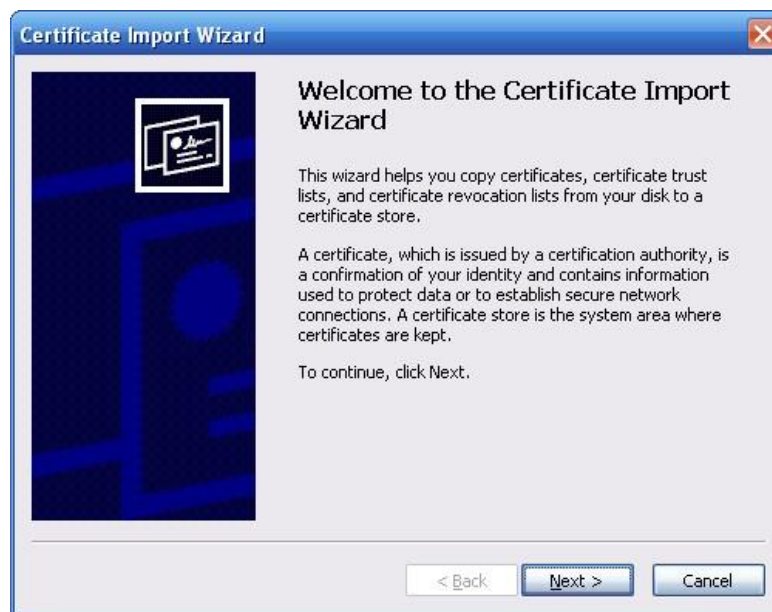 Certificate Import Wizard
Welcome to the Certificate Import
Wizard
This wizard helps you copy certificates, certificate trust
lists, and certificate revocation lists from your disk to a
certificate store.
A certificate, which is issued by a certification authority, is
a confirmation of your identity and contains information
used to protect data or to establish secure network
connections. A certificate store is the system area where
certificates are kept.
To continue, click Next.
< Back Next > Cancel